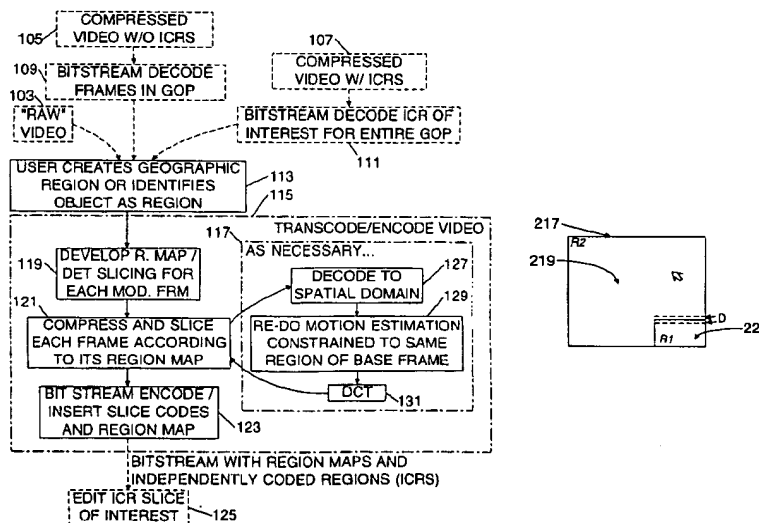 105
COMPRESSED
VIDEO W/O ICRS
107
COMPRESSED
VIDEO W/ ICRS
109
BITSTREAM DECODE
FRAMES IN GOP
103
"RAW"
VIDEO
BITSTREAM DECODE ICR OF
INTEREST FOR ENTIRE GOP
111
USER CREATES GEOGRAPHIC
REGION OR IDENTIFIES
OBJECT AS REGION
113
115
TRANSCODE/ENCODE VIDEO
117
AS NECESSARY...
119
DEVELOP R. MAP /
DET SLICING FOR
EACH MOD. FRM
DECODE TO
SPATIAL DOMAIN
127
121
COMPRESS AND SLICE
EACH FRAME ACCORDING
TO ITS REGION MAP
129
RE-DO MOTION ESTIMATION
CONSTRAINED TO SAME
REGION OF BASE FRAME
DCT
131
BIT STREAM ENCODE /
INSERT SLICE CODES
AND REGION MAP
123
BITSTREAM WITH REGION MAPS AND
INDEPENDENTLY CODED REGIONS (ICRS)
EDIT ICR SLICE
OF INTEREST
125
217
R2
219
D
R1
22